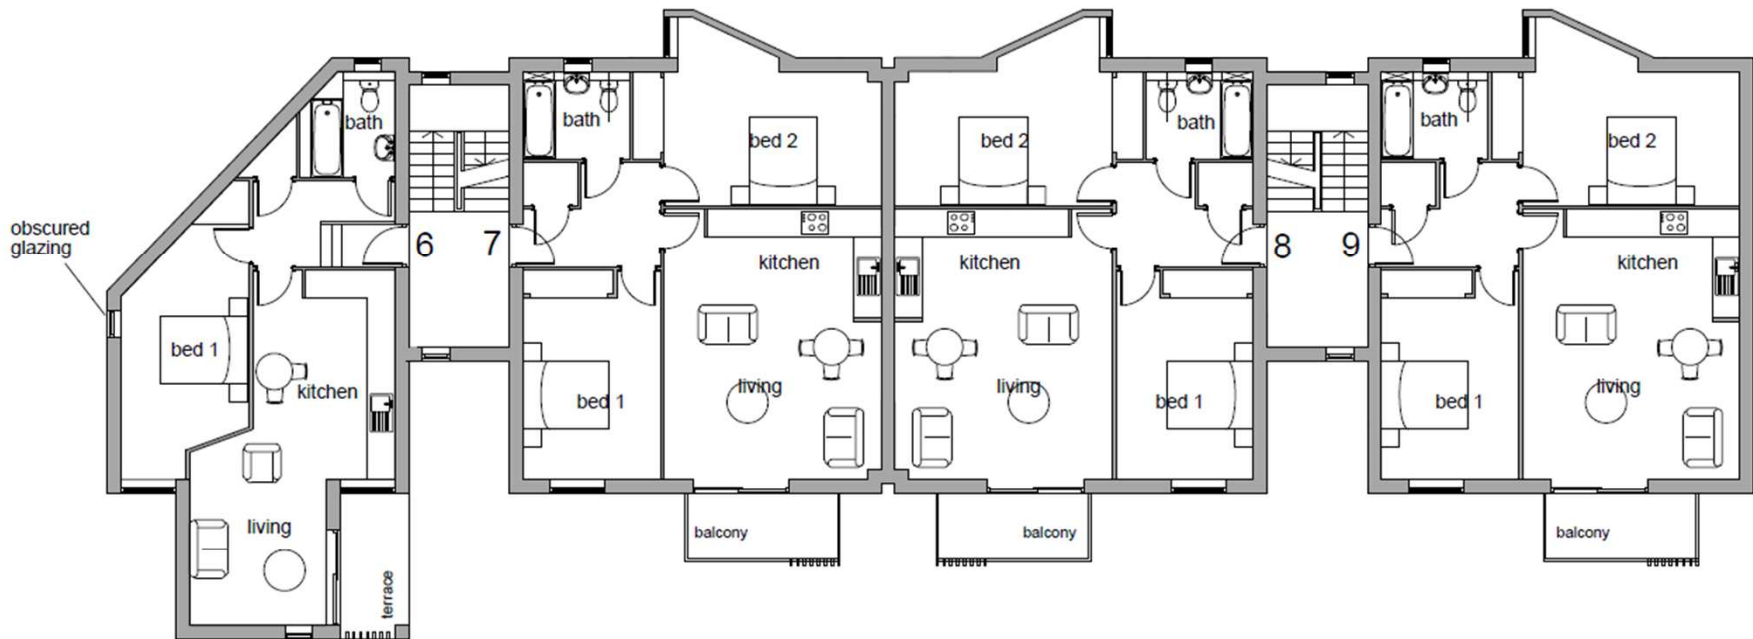 obscured
glazing
bath
bed 1
kitchen
living
terrace
6
7
bath
bed 2
kitchen
living
bed 1
balcony
bed 2
bath
kitchen
living
bed 1
balcony
8
9
bath
bed 2
kitchen
living
bed 1
balcony